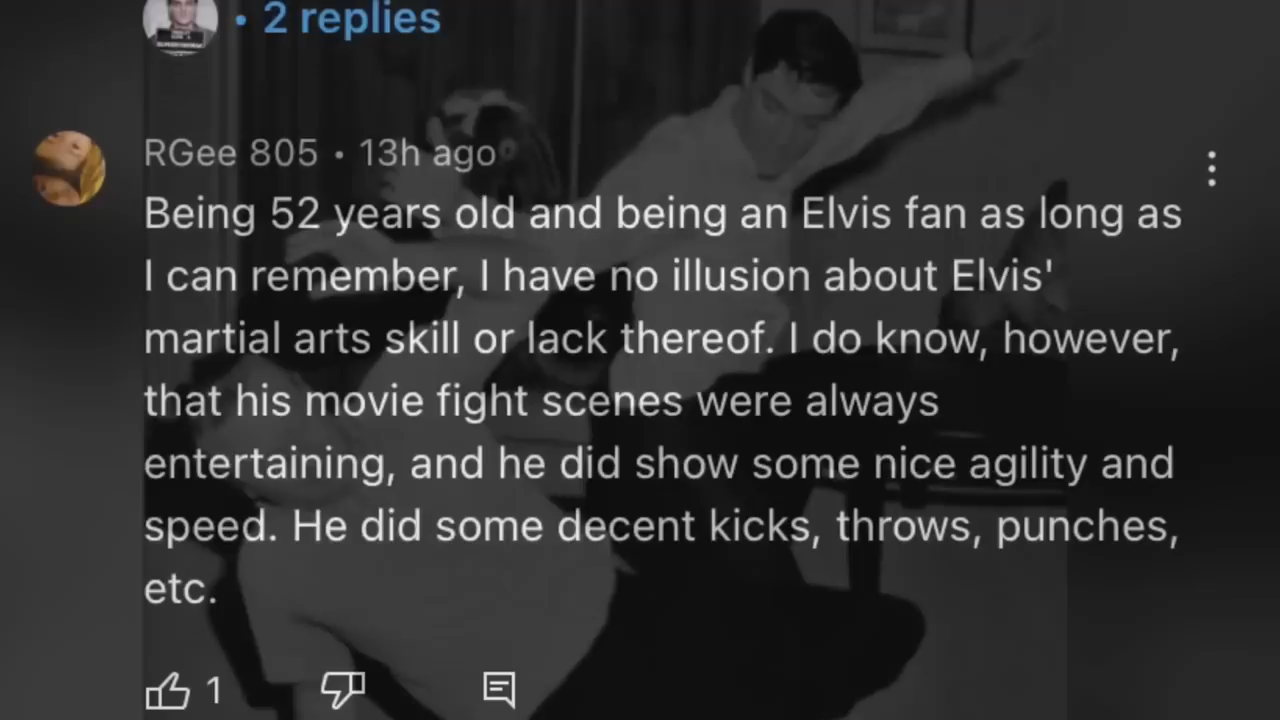 • 2 replies
RGee 805 • 13h ago
Being 52 years old and being an Elvis fan as long as
I can remember, I have no illusion about Elvis'
martial arts skill or lack thereof. I do know, however,
that his movie fight scenes were always
entertaining, and he did show some nice agility and
speed. He did some decent kicks, throws, punches,
etc.
1